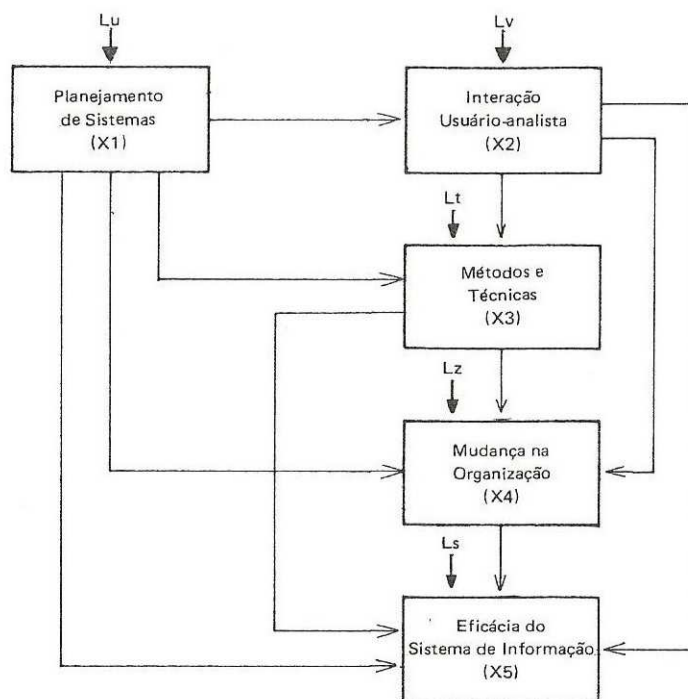 Lu
Lv
Planejamento
de Sistemas
(X1)
Interação
Usuário-analista
(X2)
Lt
Métodos e
Técnicas
(X3)
Lz
Mudança na
Organização
(X4)
Ls
Eficácia do
Sistema de Informação
(X5)